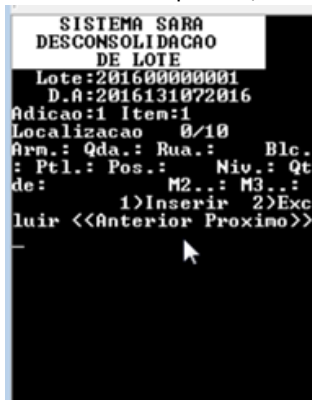 SISTEMA SARA
DESCONSOLIDACAO
DE LOTE
Lote:201600000001
D.A:2016131072016
Adicao:1 Item:1
Localizacao 0/10
Arm.: Qda.: Rua.: Blc.
: Ptl.: Pos.: Niv.: Qt
de: M2..: M3..:
1)Inserir 2)Exc
luir <<Anterior Proximo>>
_